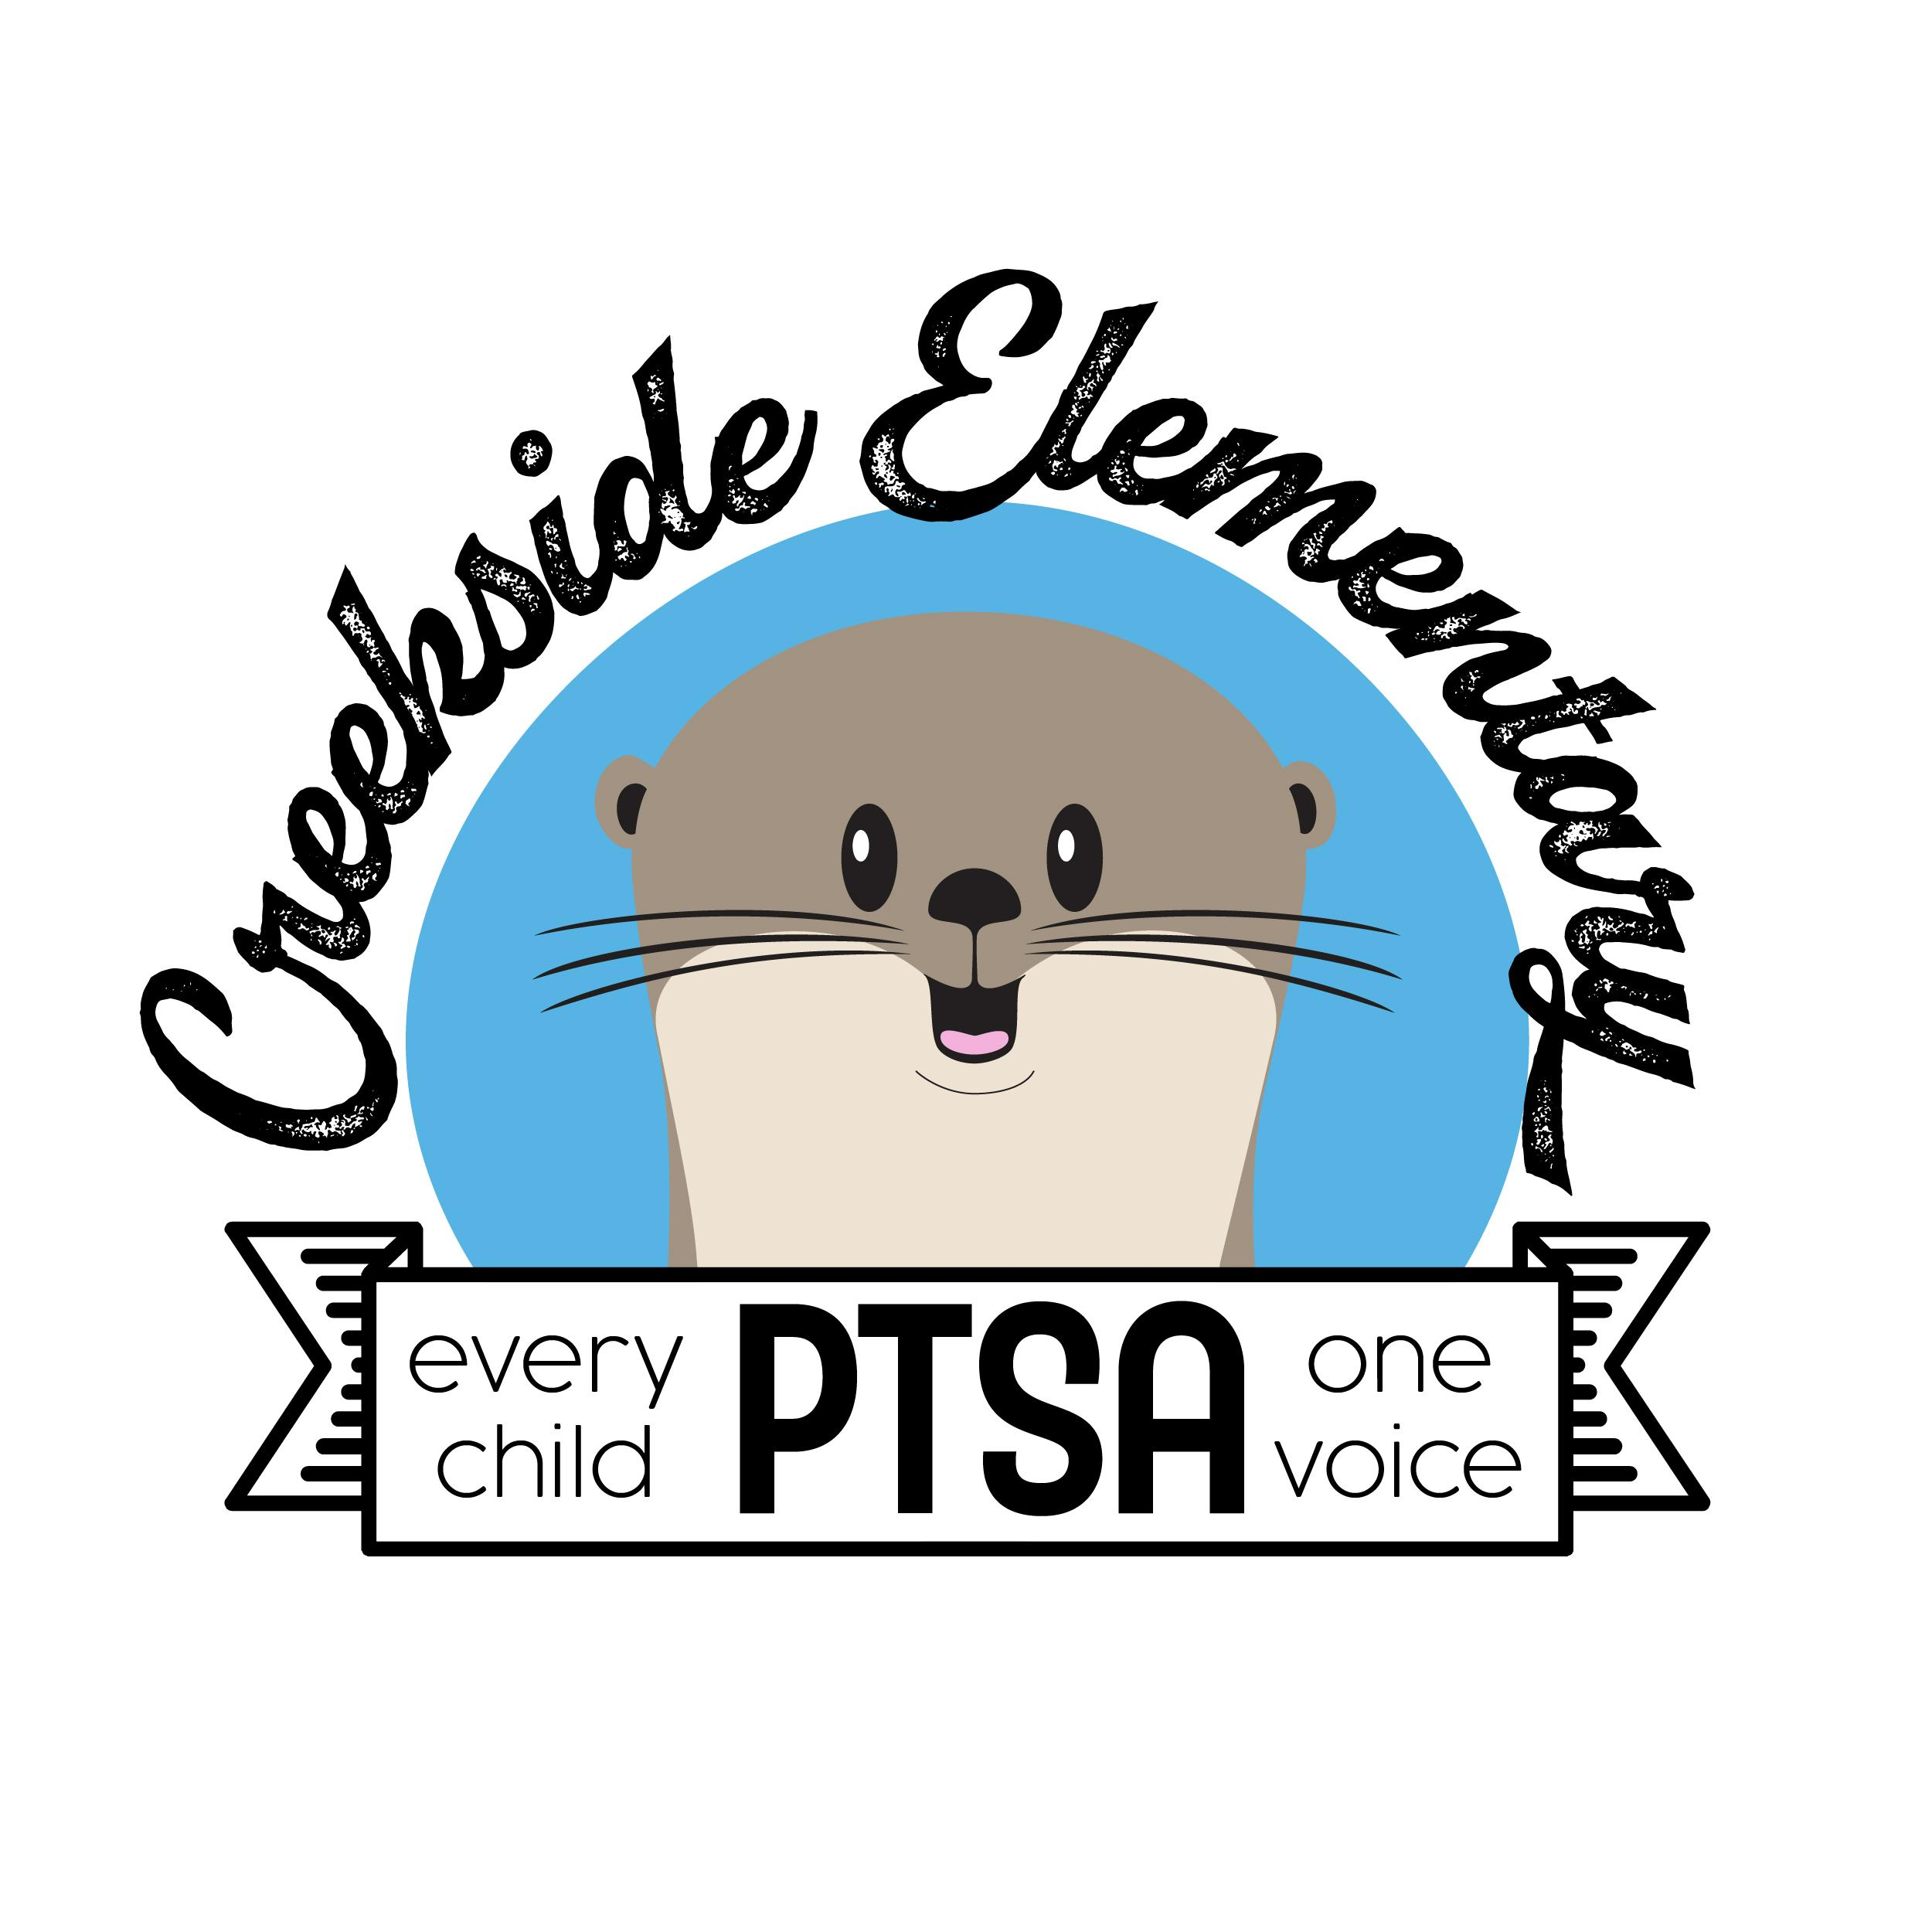 Creekside Elementary
every child
PTSA
one voice